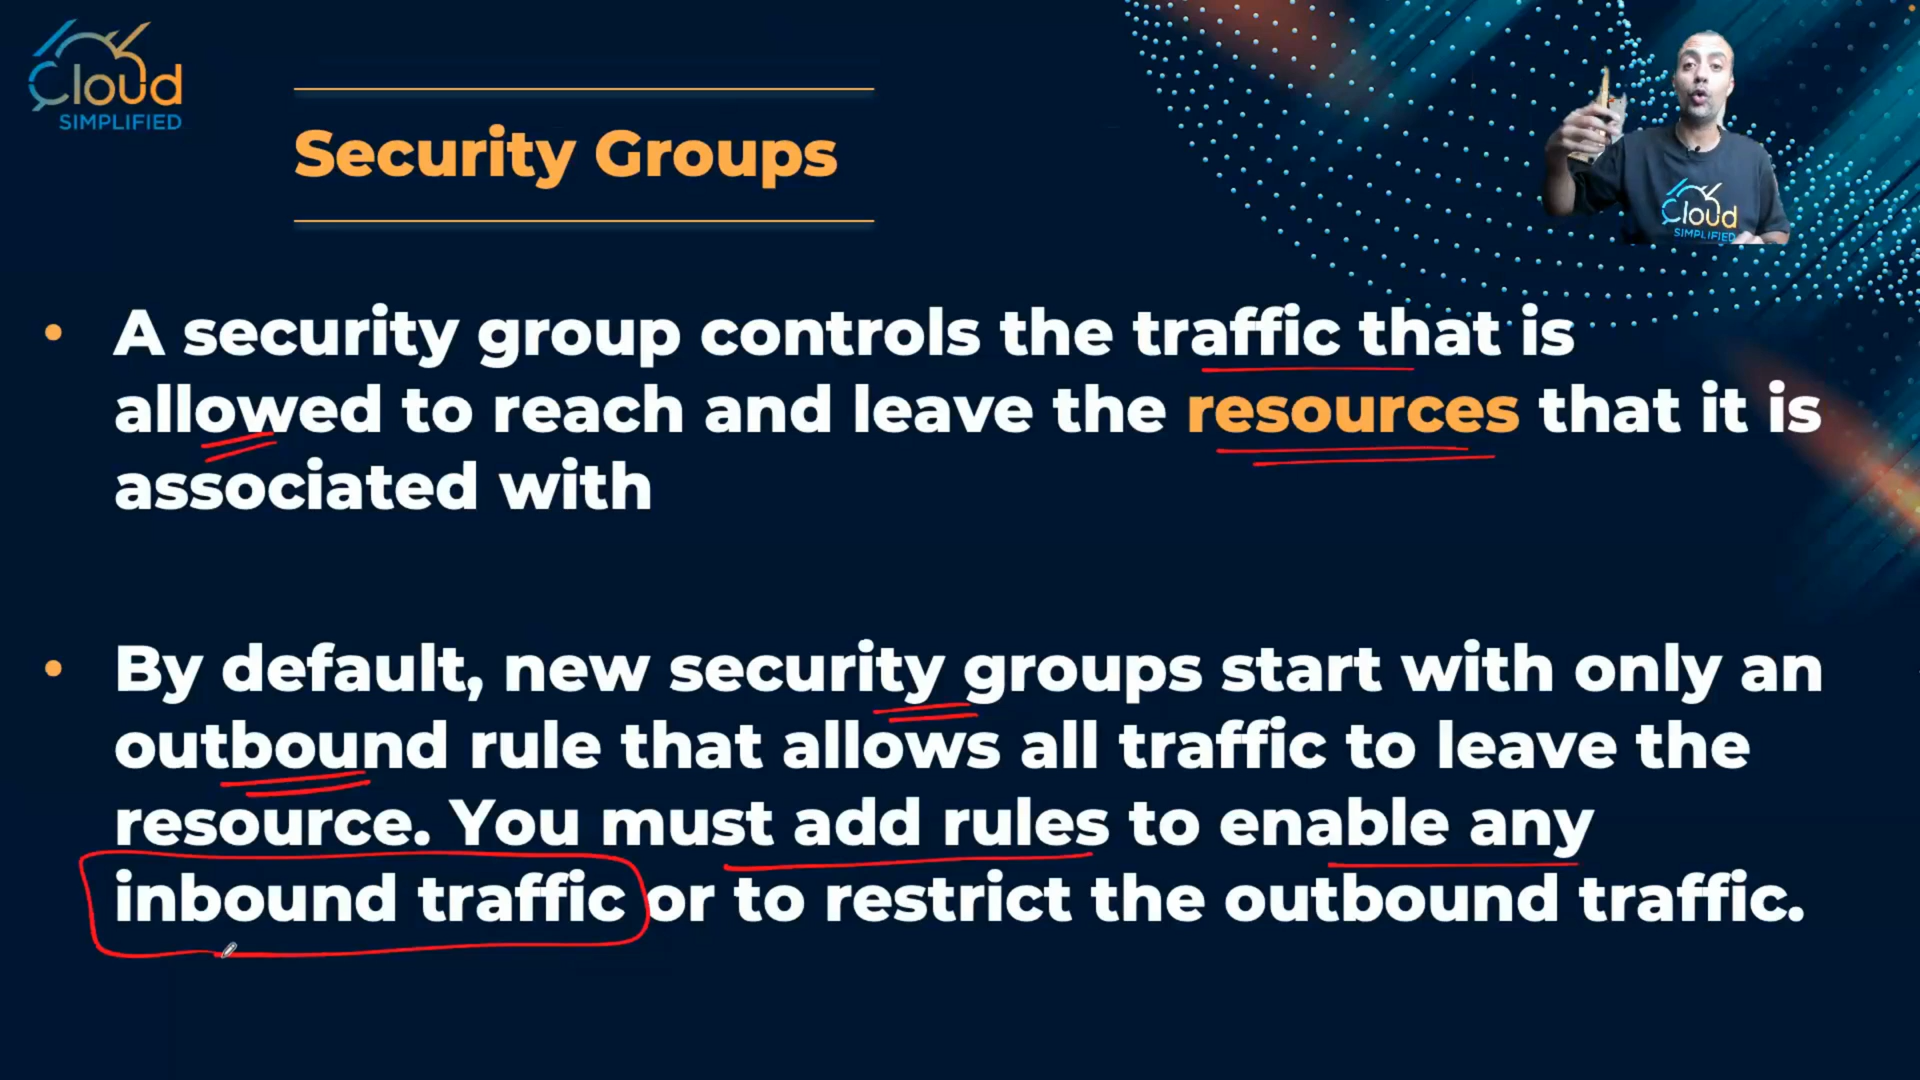 Cloud
SIMPLIFIED
Security Groups
• A security group controls the traffic that is
allowed to reach and leave the resources that it is
associated with
• By default, new security groups start with only an
outbound rule that allows all traffic to leave the
resource. You must add rules to enable any
inbound traffic or to restrict the outbound traffic.
Cloud
SIMPLIFIED